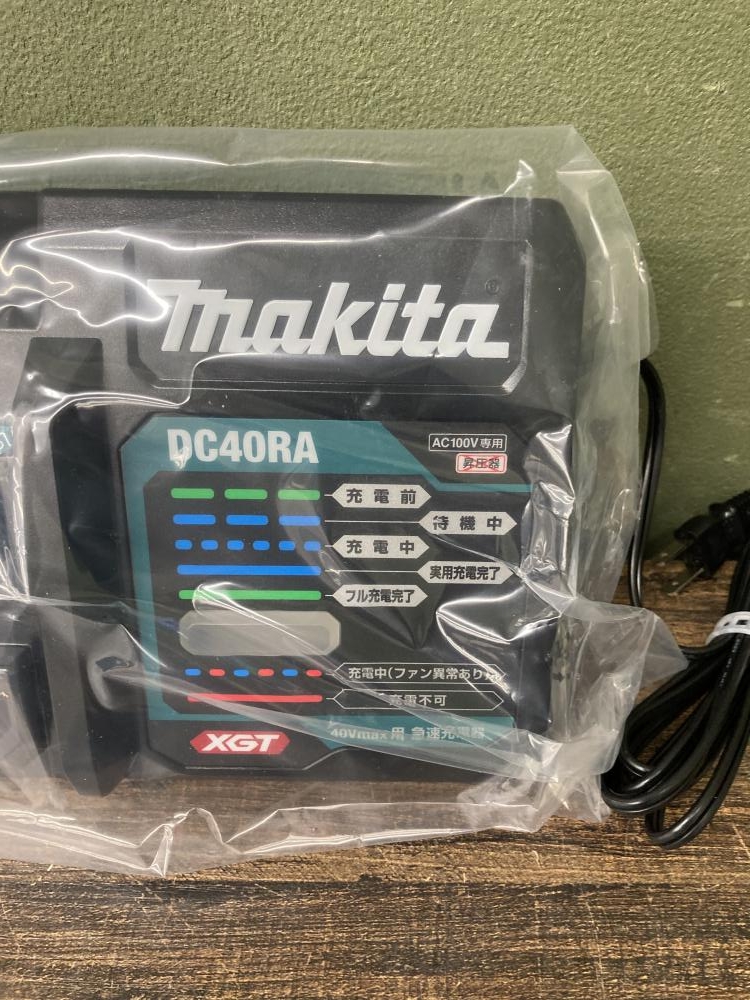 makita®
DC40RA
AC100V専用
昇圧器
充電前
待機中
充電中
実用充電完了
フル充電完了
充電中(ファン異常あり)
充電不可
XGT
40Vmax用 急速充電器